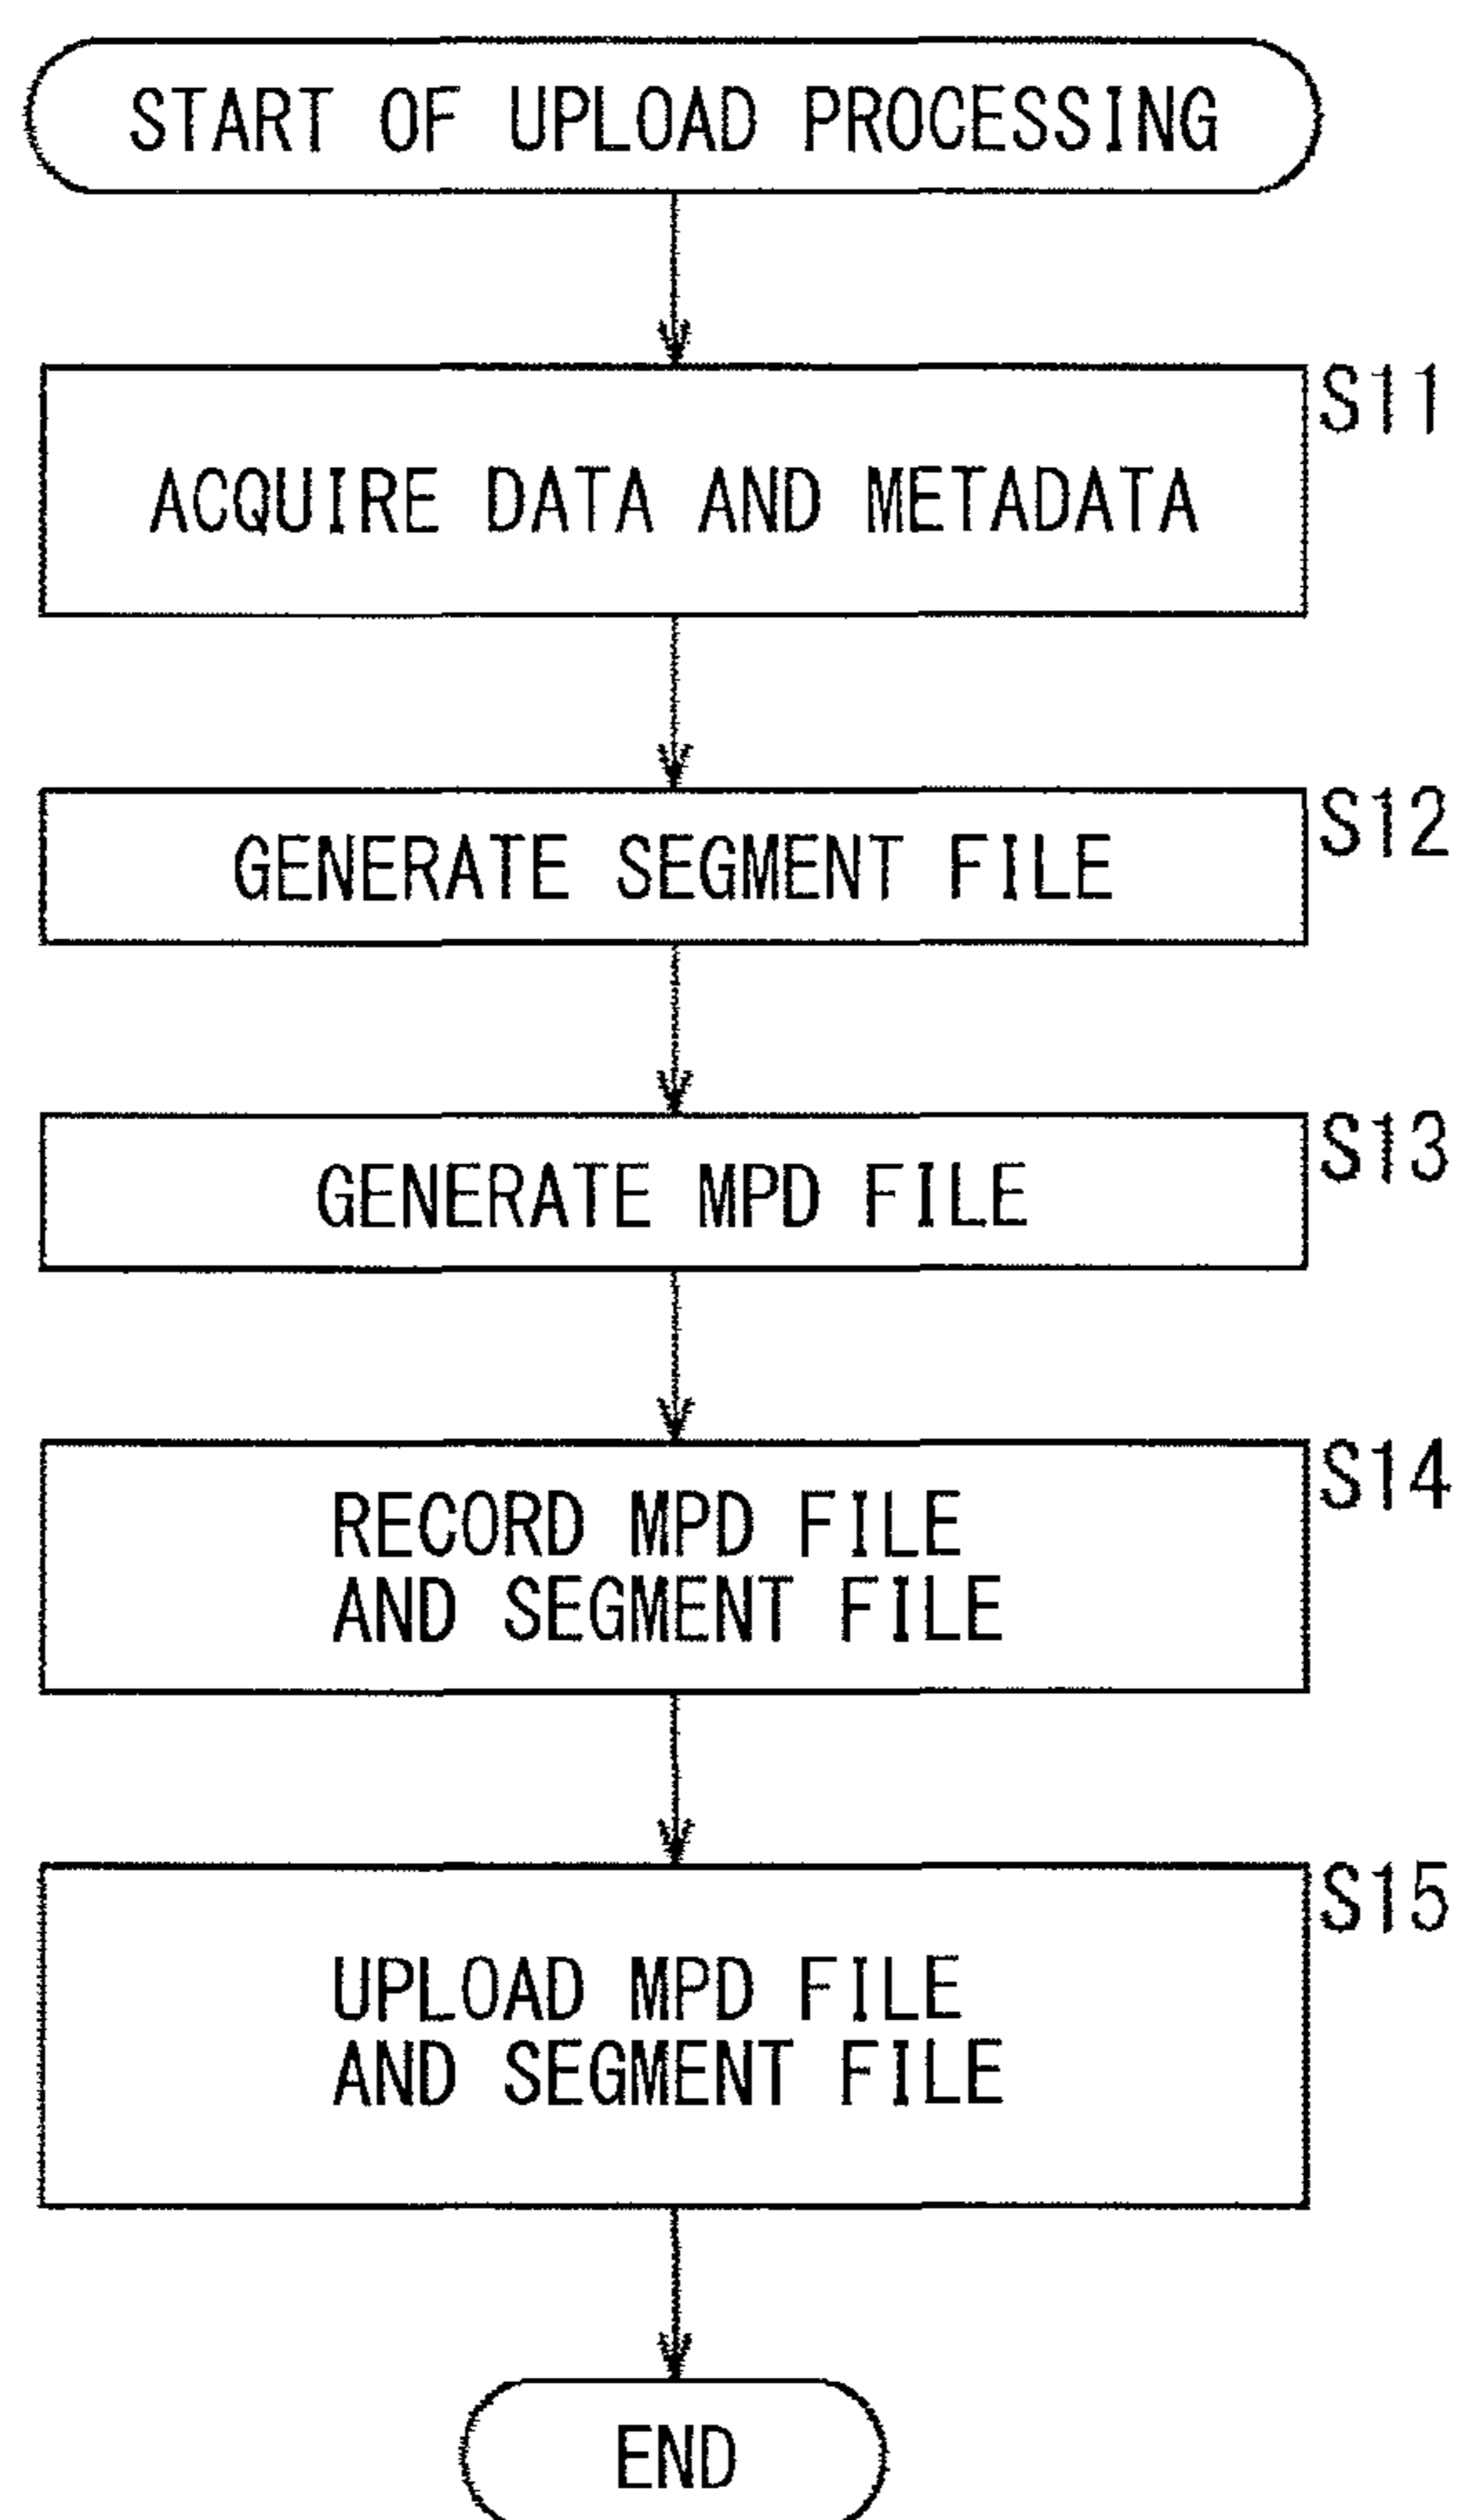 START OF UPLOAD PROCESSING
S11
ACQUIRE DATA AND METADATA
S12
GENERATE SEGMENT FILE
S13
GENERATE MPD FILE
S14
RECORD MPD FILE
AND SEGMENT FILE
S15
UPLOAD MPD FILE
AND SEGMENT FILE
END